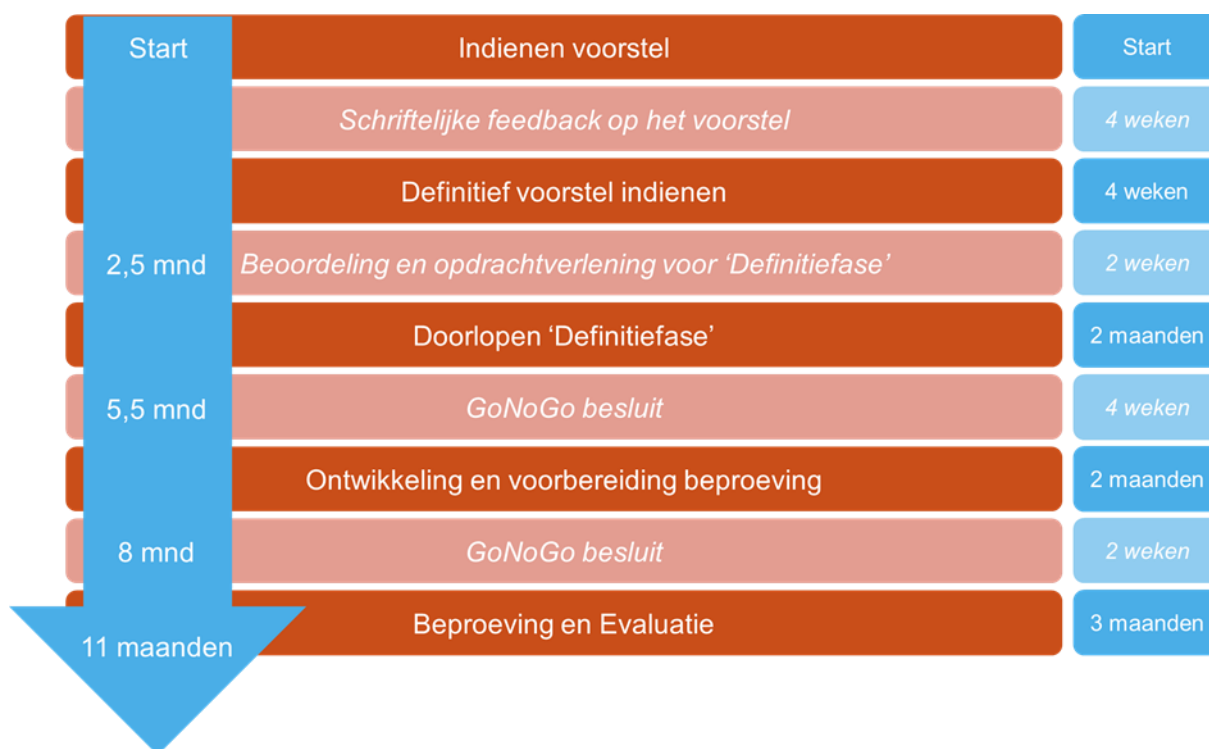 Start Indienen voorstel Start
Schriftelijke feedback op het voorstel 4 weken
Definitief voorstel indienen 4 weken
2,5 mnd Beoordeling en opdrachtverlening voor ‘Definitiefase’ 2 weken
Doorlopen ‘Definitiefase’ 2 maanden
5,5 mnd GoNoGo besluit 4 weken
Ontwikkeling en voorbereiding beproeving 2 maanden
8 mnd GoNoGo besluit 2 weken
Beproeving en Evaluatie 3 maanden
11 maanden